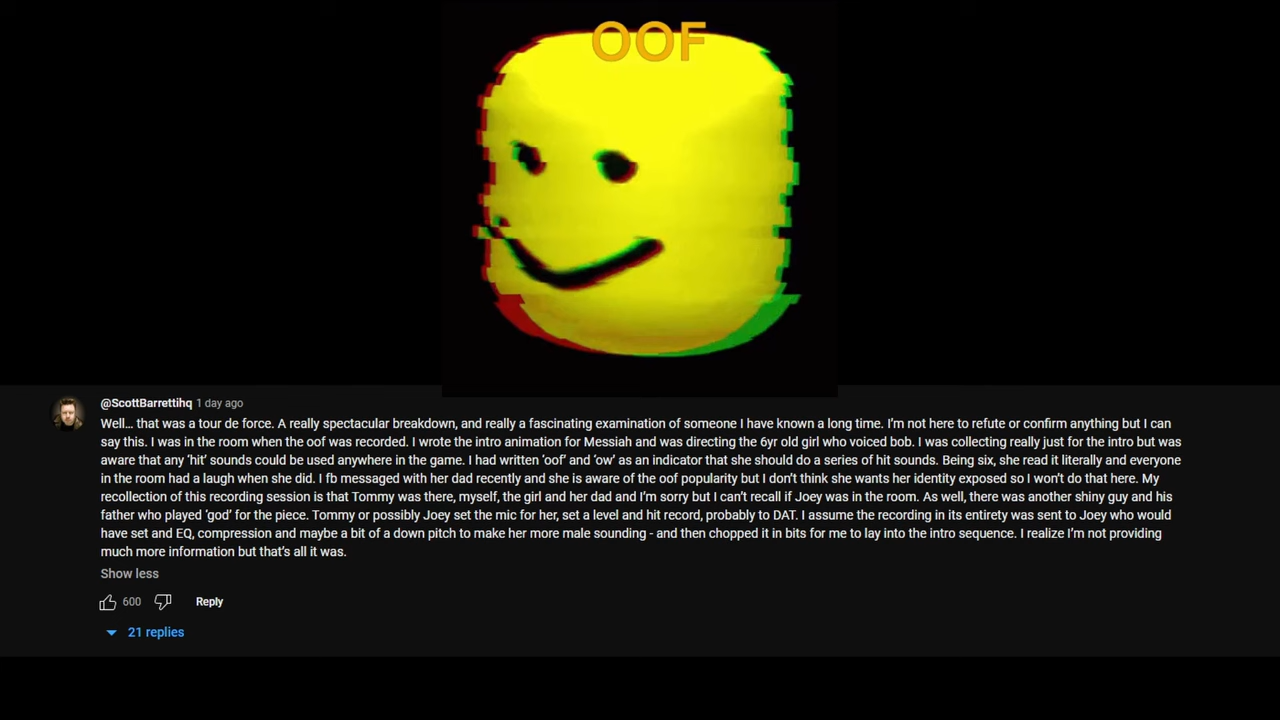 OOF
@ScottBarrettihq 1 day ago
Well… that was a tour de force. A really spectacular breakdown, and really a fascinating examination of someone I have known a long time. I'm not here to refute or confirm anything but I can
say this. I was in the room when the oof was recorded. I wrote the intro animation for Messiah and was directing the 6yr old girl who voiced bob. I was collecting really just for the intro but was
aware that any 'hit' sounds could be used anywhere in the game. I had written 'oof' and 'ow' as an indicator that she should do a series of hit sounds. Being six, she read it literally and everyone
in the room had a laugh when she did. I fb messaged with her dad recently and she is aware of the oof popularity but I don't think she wants her identity exposed so I won't do that here. My
recollection of this recording session is that Tommy was there, myself, the girl and her dad and I'm sorry but I can't recall if Joey was in the room. As well, there was another shiny guy and his
father who played 'god' for the piece. Tommy or possibly Joey set the mic for her, set a level and hit record, probably to DAT. I assume the recording in its entirety was sent to Joey who would
have set and EQ, compression and maybe a bit of a down pitch to make her more male sounding - and then chopped it in bits for me to lay into the intro sequence. I realize I'm not providing
much more information but that's all it was.
Show less
600 Reply
21 replies